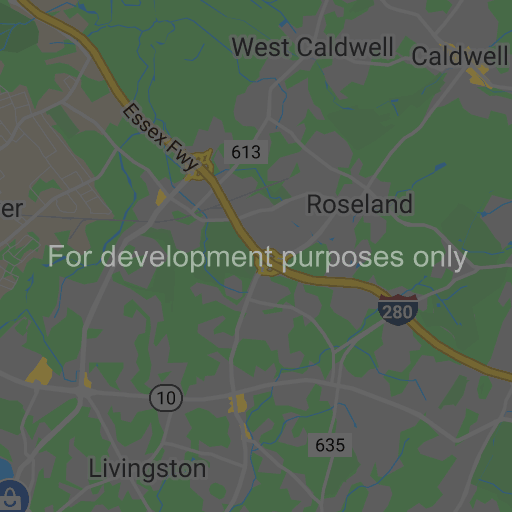 West Caldwell
Caldwell
Essex Fwy
613
er
Roseland
For development purposes only
280
10
635
Livingston